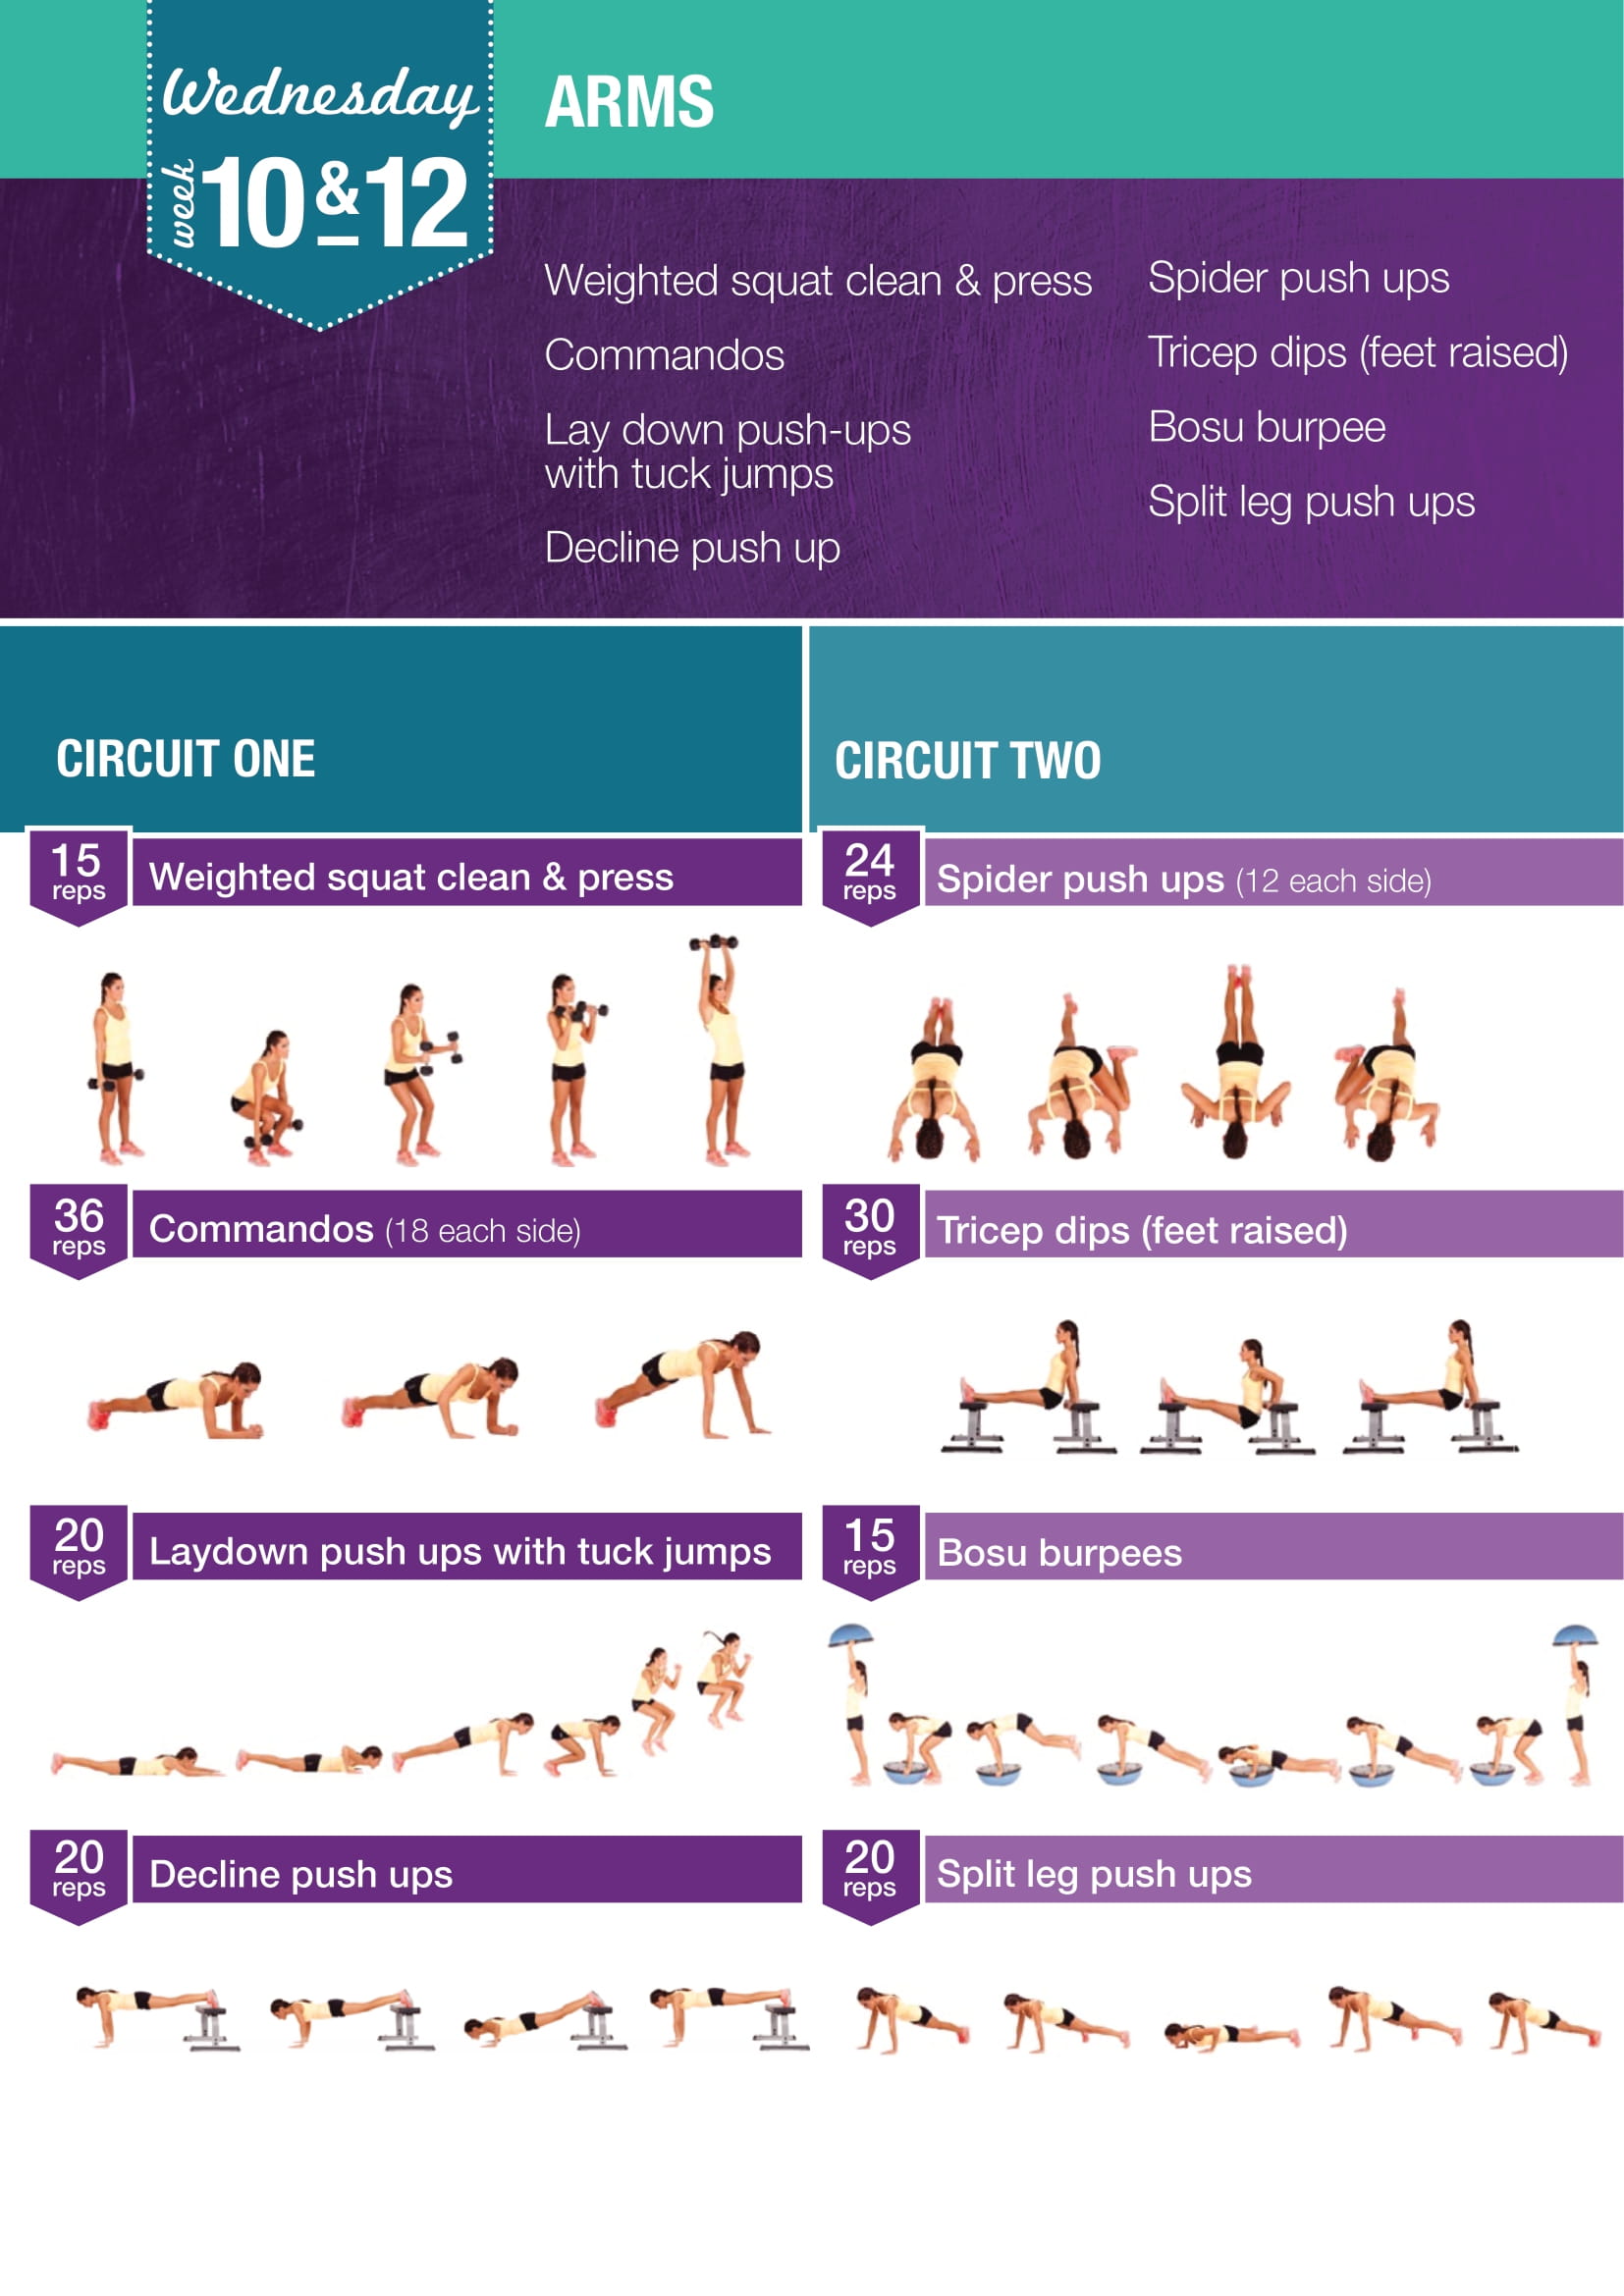 Wednesday
week 10 & 12
ARMS
Weighted squat clean & press
Commandos
Lay down push-ups
with tuck jumps
Decline push up
Spider push ups
Tricep dips (feet raised)
Bosu burpee
Split leg push ups
CIRCUIT ONE
15
reps
Weighted squat clean & press
36
reps
Commandos (18 each side)
20
reps
Laydown push ups with tuck jumps
20
reps
Decline push ups
CIRCUIT TWO
24
reps
Spider push ups (12 each side)
30
reps
Tricep dips (feet raised)
15
reps
Bosu burpees
20
reps
Split leg push ups